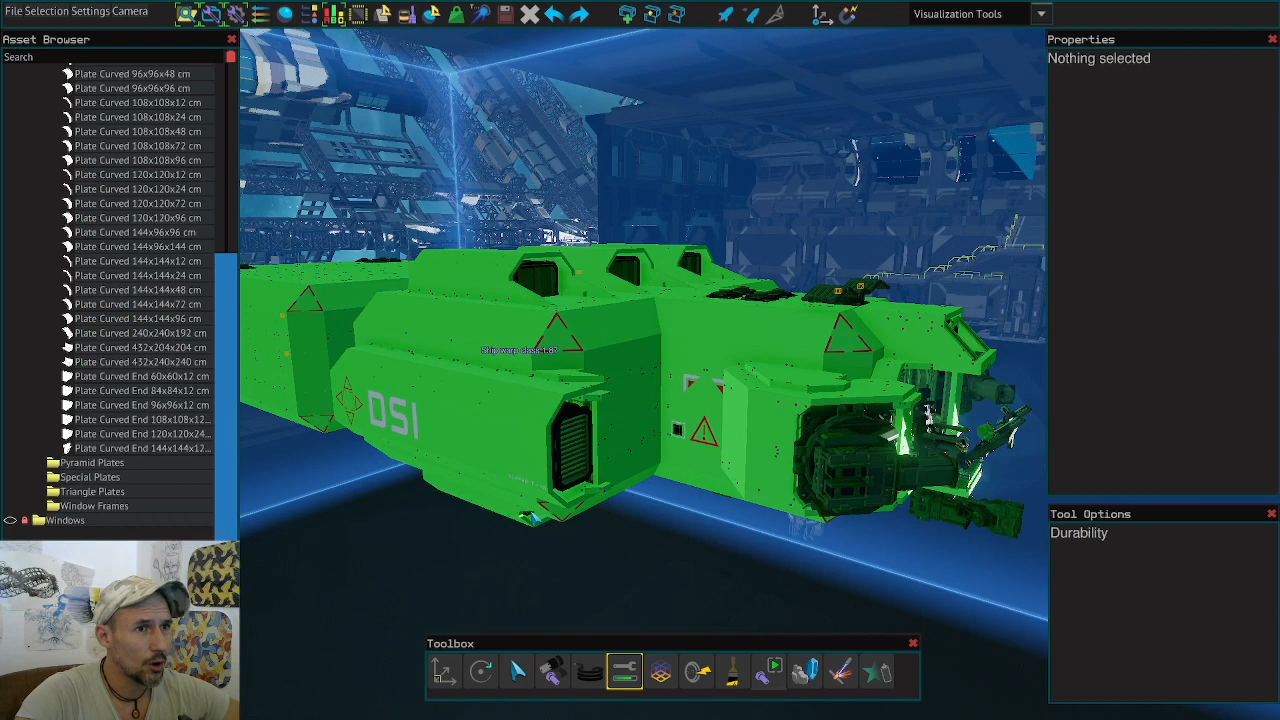 File Selection Settings Camera
Visualization Tools
Asset Browser
Search
Plate Curved 96x96x48 cm
Plate Curved 96x96x96 cm
Plate Curved 108x108x12 cm
Plate Curved 108x108x24 cm
Plate Curved 108x108x48 cm
Plate Curved 108x108x72 cm
Plate Curved 108x108x96 cm
Plate Curved 120x120x12 cm
Plate Curved 120x120x24 cm
Plate Curved 120x120x72 cm
Plate Curved 120x120x96 cm
Plate Curved 144x96x96 cm
Plate Curved 144x96x144 cm
Plate Curved 144x144x12 cm
Plate Curved 144x144x24 cm
Plate Curved 144x144x48 cm
Plate Curved 144x144x72 cm
Plate Curved 144x144x96 cm
Plate Curved 240x240x192 cm
Plate Curved 432x204x204 cm
Plate Curved 432x240x240 cm
Plate Curved End 60x60x12 cm
Plate Curved End 84x84x12 cm
Plate Curved End 96x96x12 cm
Plate Curved End 108x108x12...
Plate Curved End 120x120x24...
Plate Curved End 144x144x12...
Pyramid Plates
Special Plates
Triangle Plates
Window Frames
Windows
DSI
Toolbox
Properties
Nothing selected
Tool Options
Durability